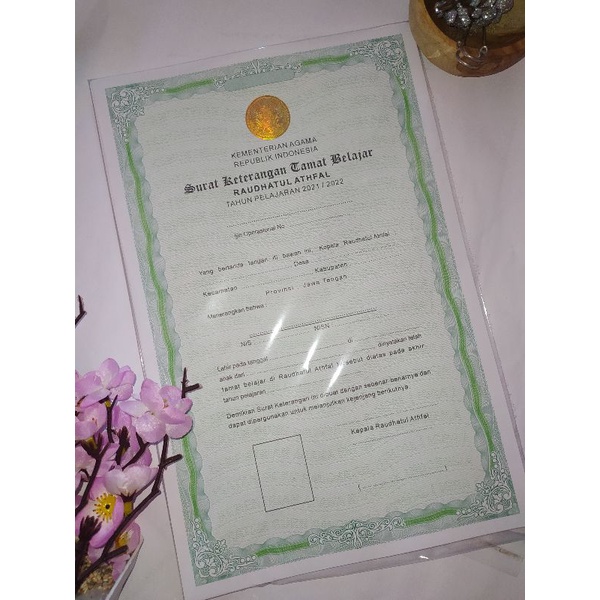 KEMENTERIAN AGAMA
REPUBLIK INDONESIA
Surat Keterangan Tamat Belajar
RAUDHATUL ATHFAL
TAHUN PELAJARAN 2021 / 2022
Ijin Operasional No
Yang bertanda tangan di bawah ini, Kepala Raudhatul Athfal
Desa
Kecamatan Kabupaten
Provinsi Jawa Tengah
Menerangkan bahwa
NIS NISN
Lahir pada tanggal di
anak dari dinyatakan telah
tamat belajar di Raudhatul Athfal tersebut diatas pada akhir
tahun pelajaran
Demikian Surat Keterangan ini dibuat dengan sebenar-benarnya dan
dapat dipergunakan untuk melanjutkan kejenjang berikutnya.
Kepala Raudhatul Athfal